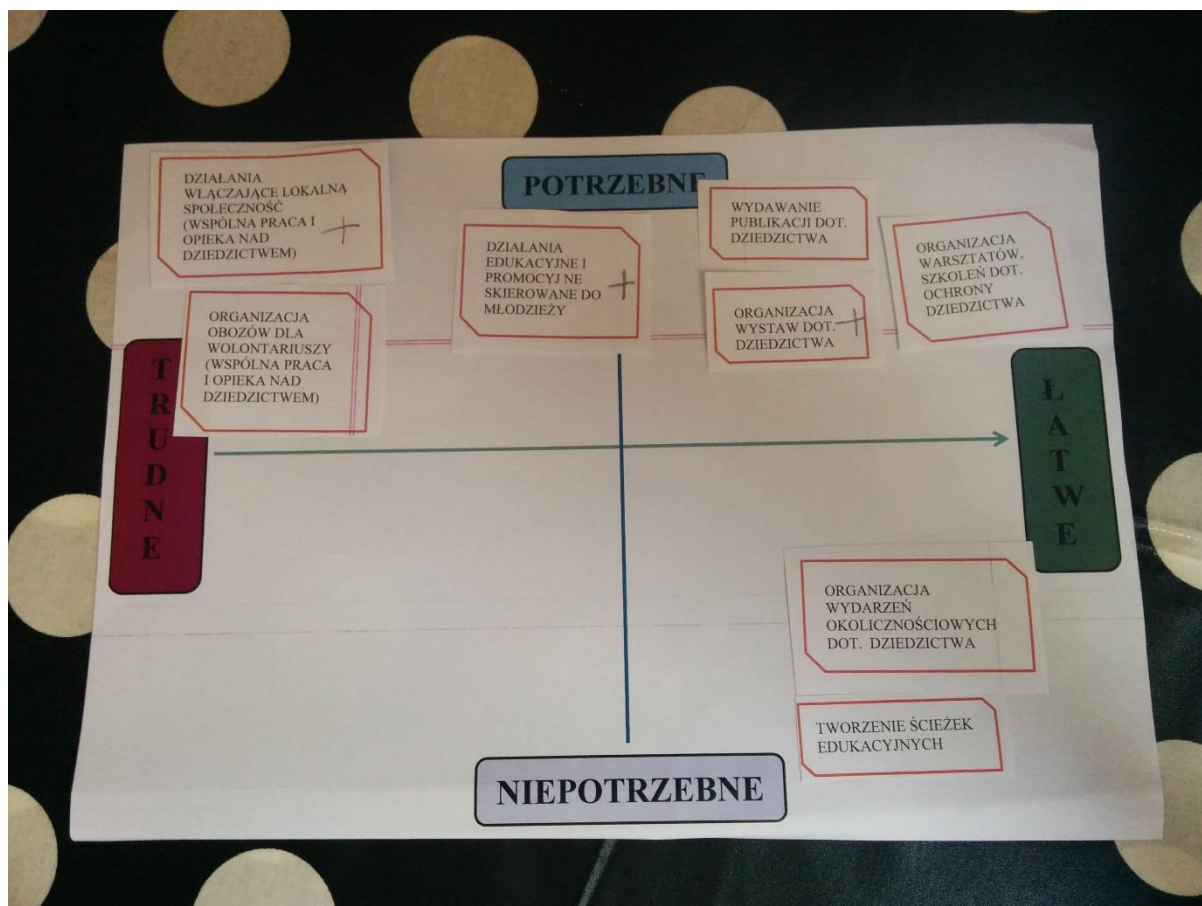 DZIAŁANIA
WŁĄCZAJĄCE LOKALNĄ
SPOŁECZNOŚĆ
(WSPÓLNA PRACA I
OPIEKA NAD
DZIEDZICTWEM)
+
POTRZEBNE
DZIAŁANIA
EDUKACYJNE I
PROMOCYJ NE
SKIEROWANE DO
MŁODZIEŻY
+
WYDAWANIE
PUBLIKACJI DOT.
DZIEDZICTWA
ORGANIZACJA
WARSZTATÓW,
SZKOLEŃ DOT.
OCHRONY
DZIEDZICTWA
ORGANIZACJA
OBOZÓW DLA
WOLONTARIUSZY
(WSPÓLNA PRACA
I OPIEKA NAD
DZIEDZICTWEM)
ORGANIZACJA
WYSTAW DOT.
DZIEDZICTWA
+
TRUDNE
ŁATWE
ORGANIZACJA
WYDARZEŃ
OKOLICZNOŚCIOWYCH
DOT. DZIEDZICTWA
TWORZENIE ŚCIEŻEK
EDUKACYJNYCH
NIEPOTRZEBNE